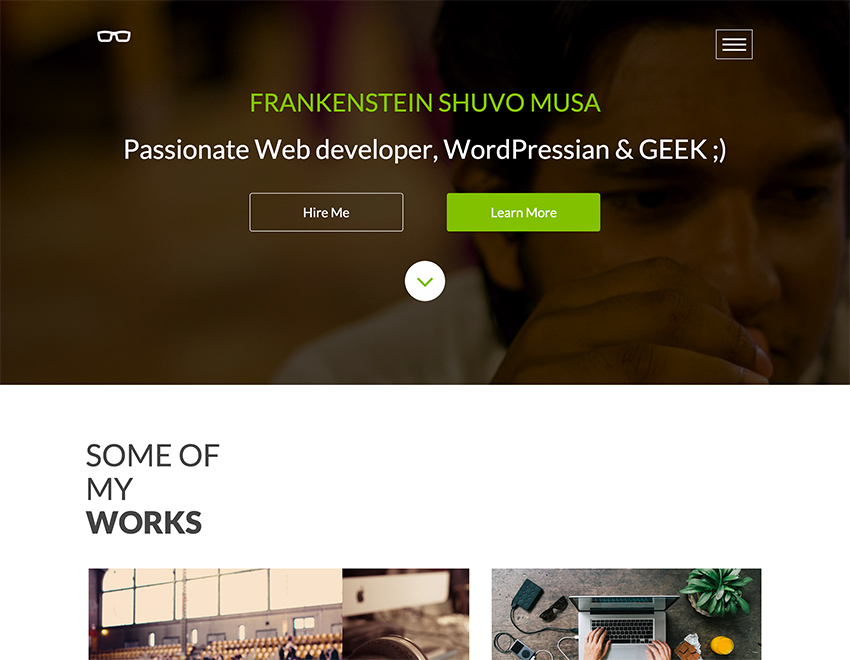 FRANKENSTEIN SHUVO MUSA
Passionate Web developer, WordPressian & GEEK ;)
Hire Me
Learn More
SOME OF
MY
WORKS